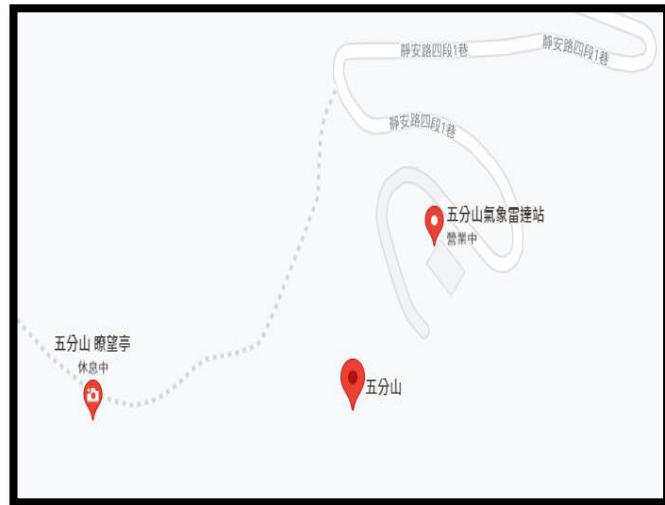 靜安路四段1巷
靜安路四段1巷
靜安路四段1巷
五分山氣象雷達站
營業中
五分山 瞭望亭
休息中
五分山